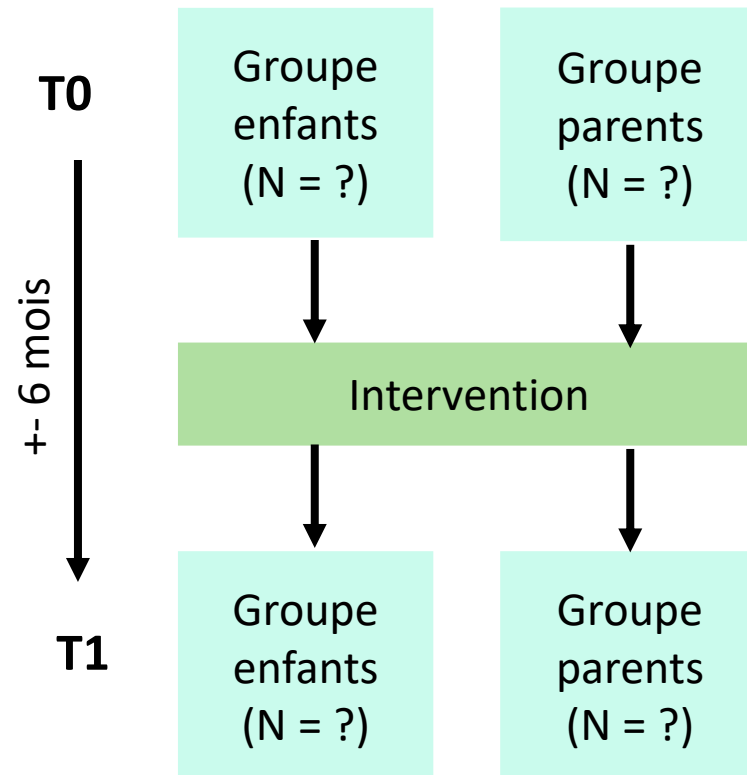 T0
Groupe
enfants
(N = ?)
Groupe
parents
(N = ?)
+- 6 mois
Intervention
T1
Groupe
enfants
(N = ?)
Groupe
parents
(N = ?)